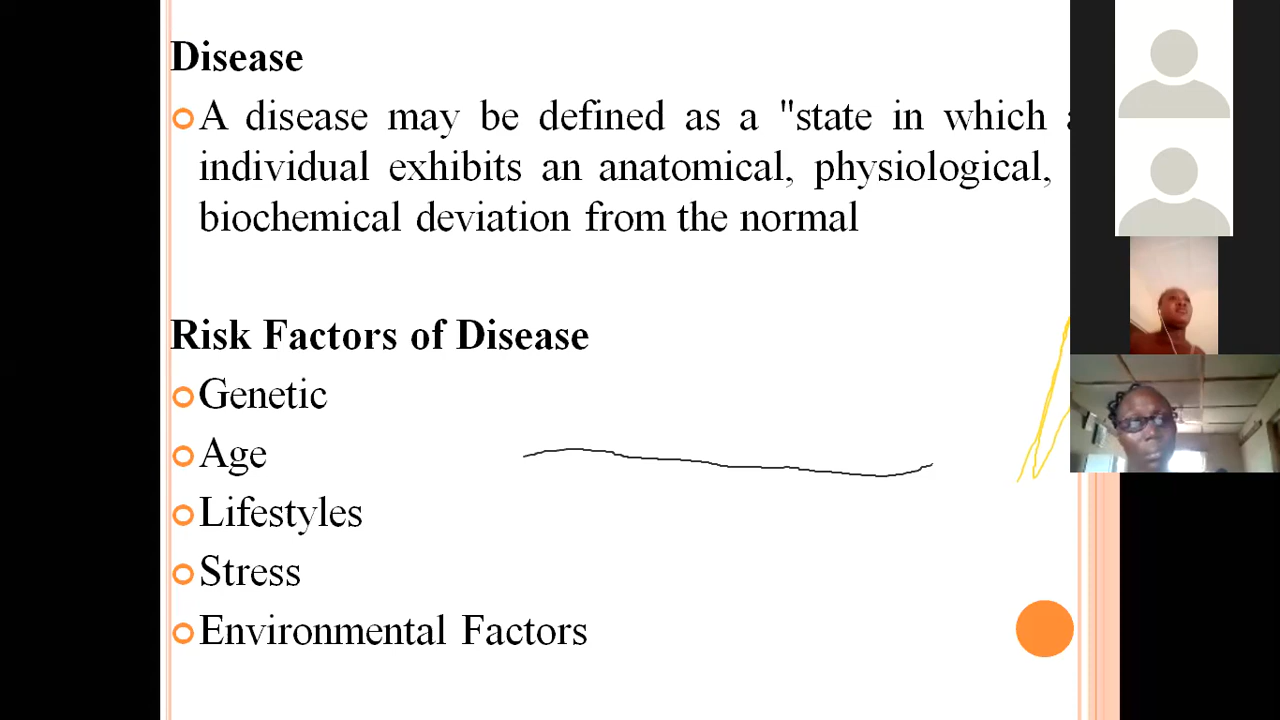 Disease
A disease may be defined as a "state in which
individual exhibits an anatomical, physiological,
biochemical deviation from the normal
Risk Factors of Disease
Genetic
Age
Lifestyles
Stress
Environmental Factors